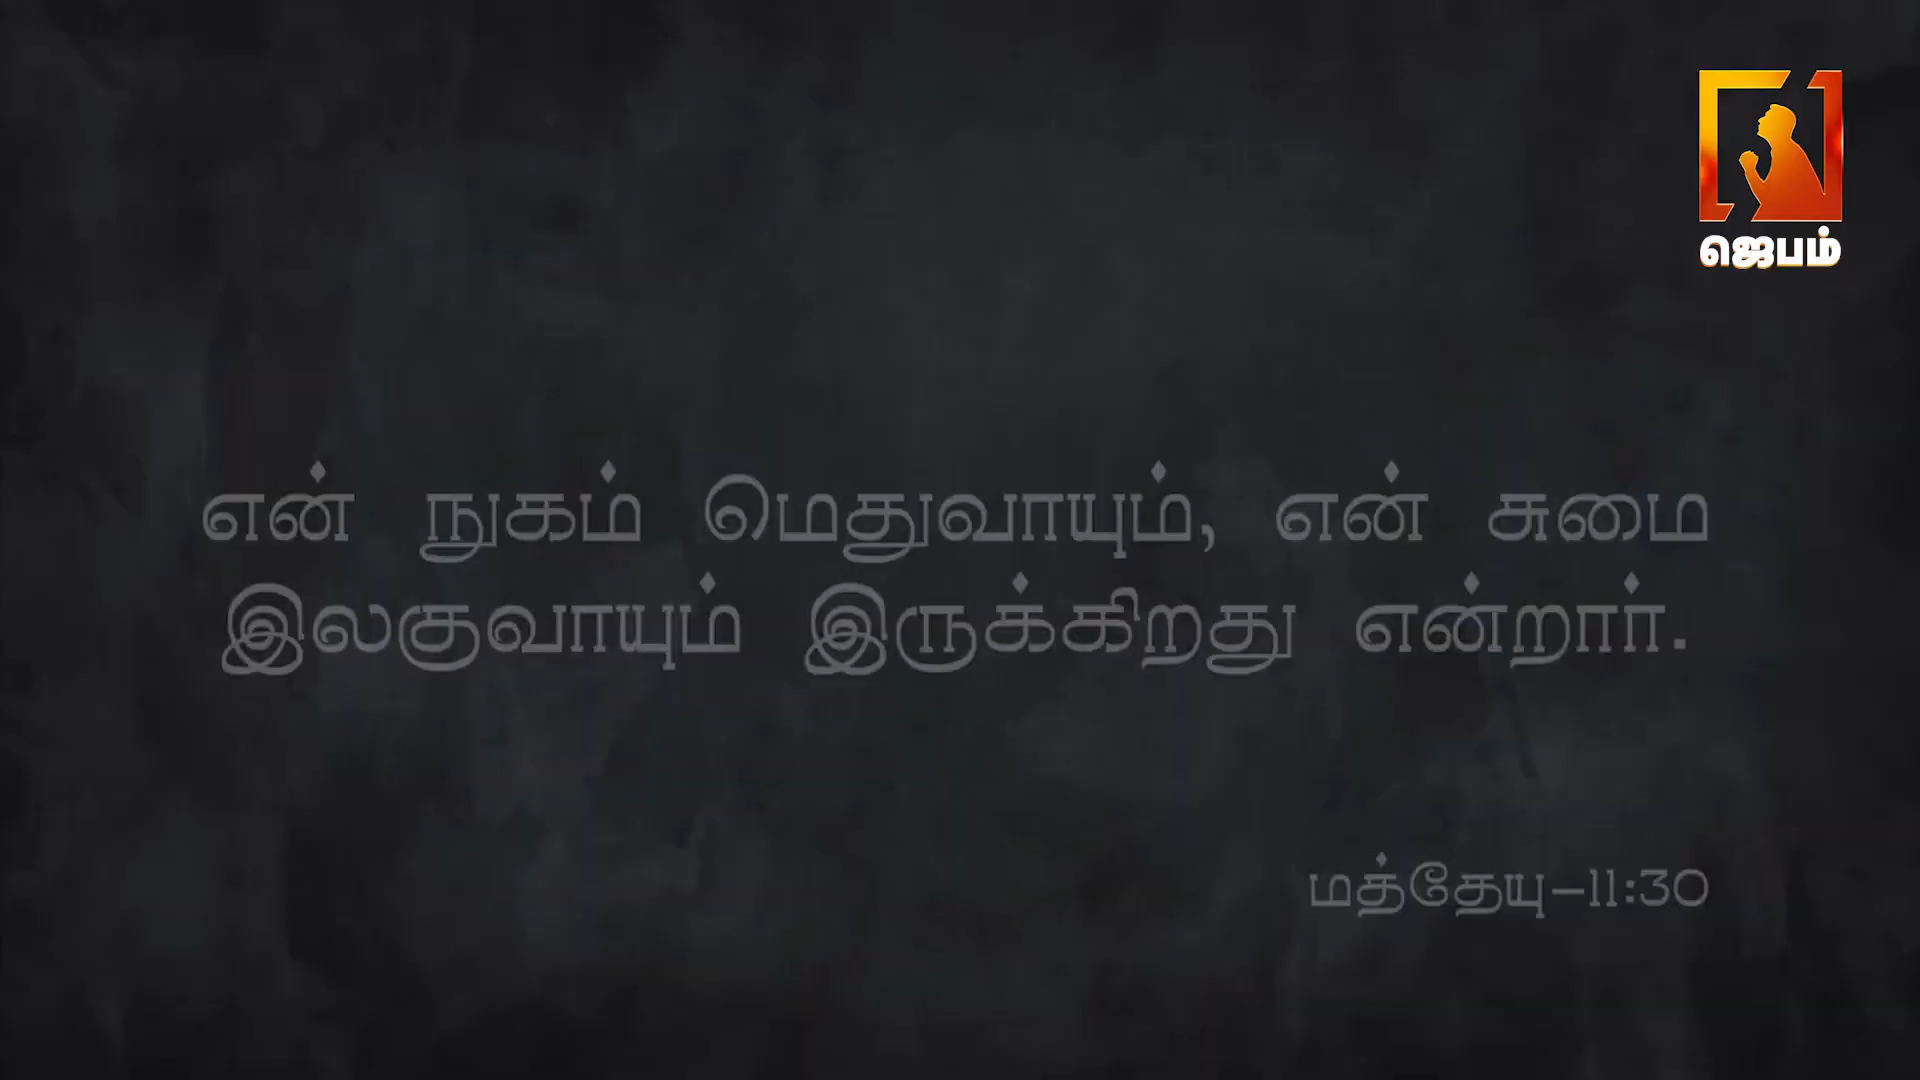 ஜெபம்
என் நுகம் மெதுவாயும், என் சுமை
இலகுவாயும் இருக்கிறது என்றார்.
மத்தேயு-11:30